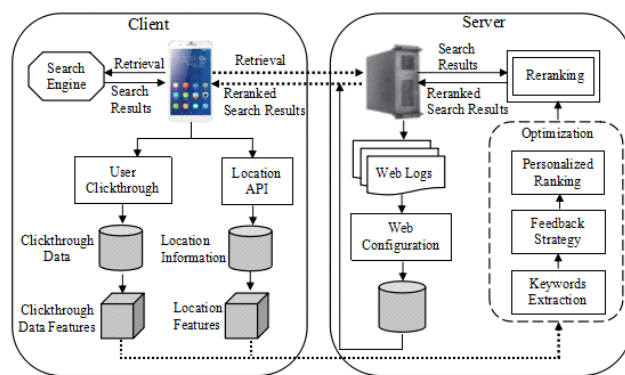 Client
Server
Search
Engine
Retrieval
Search
Results
Retrieval
Reranked
Search Results
Search
Results
Reranked
Search Results
Reranking
Optimization
User
Clickthrough
Location
API
Web Logs
Personalized
Ranking
Clickthrough
Data
Location
Information
Web
Configuration
Feedback
Strategy
Clickthrough
Data Features
Location
Features
Keywords
Extraction